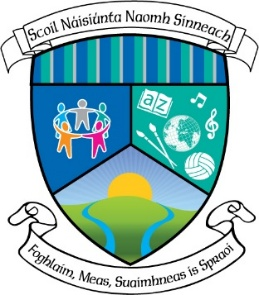 Scoil Náisiúnta Naomh Sinneach
az
Foghlaim, Meas, Suaimhneas is Spraoi